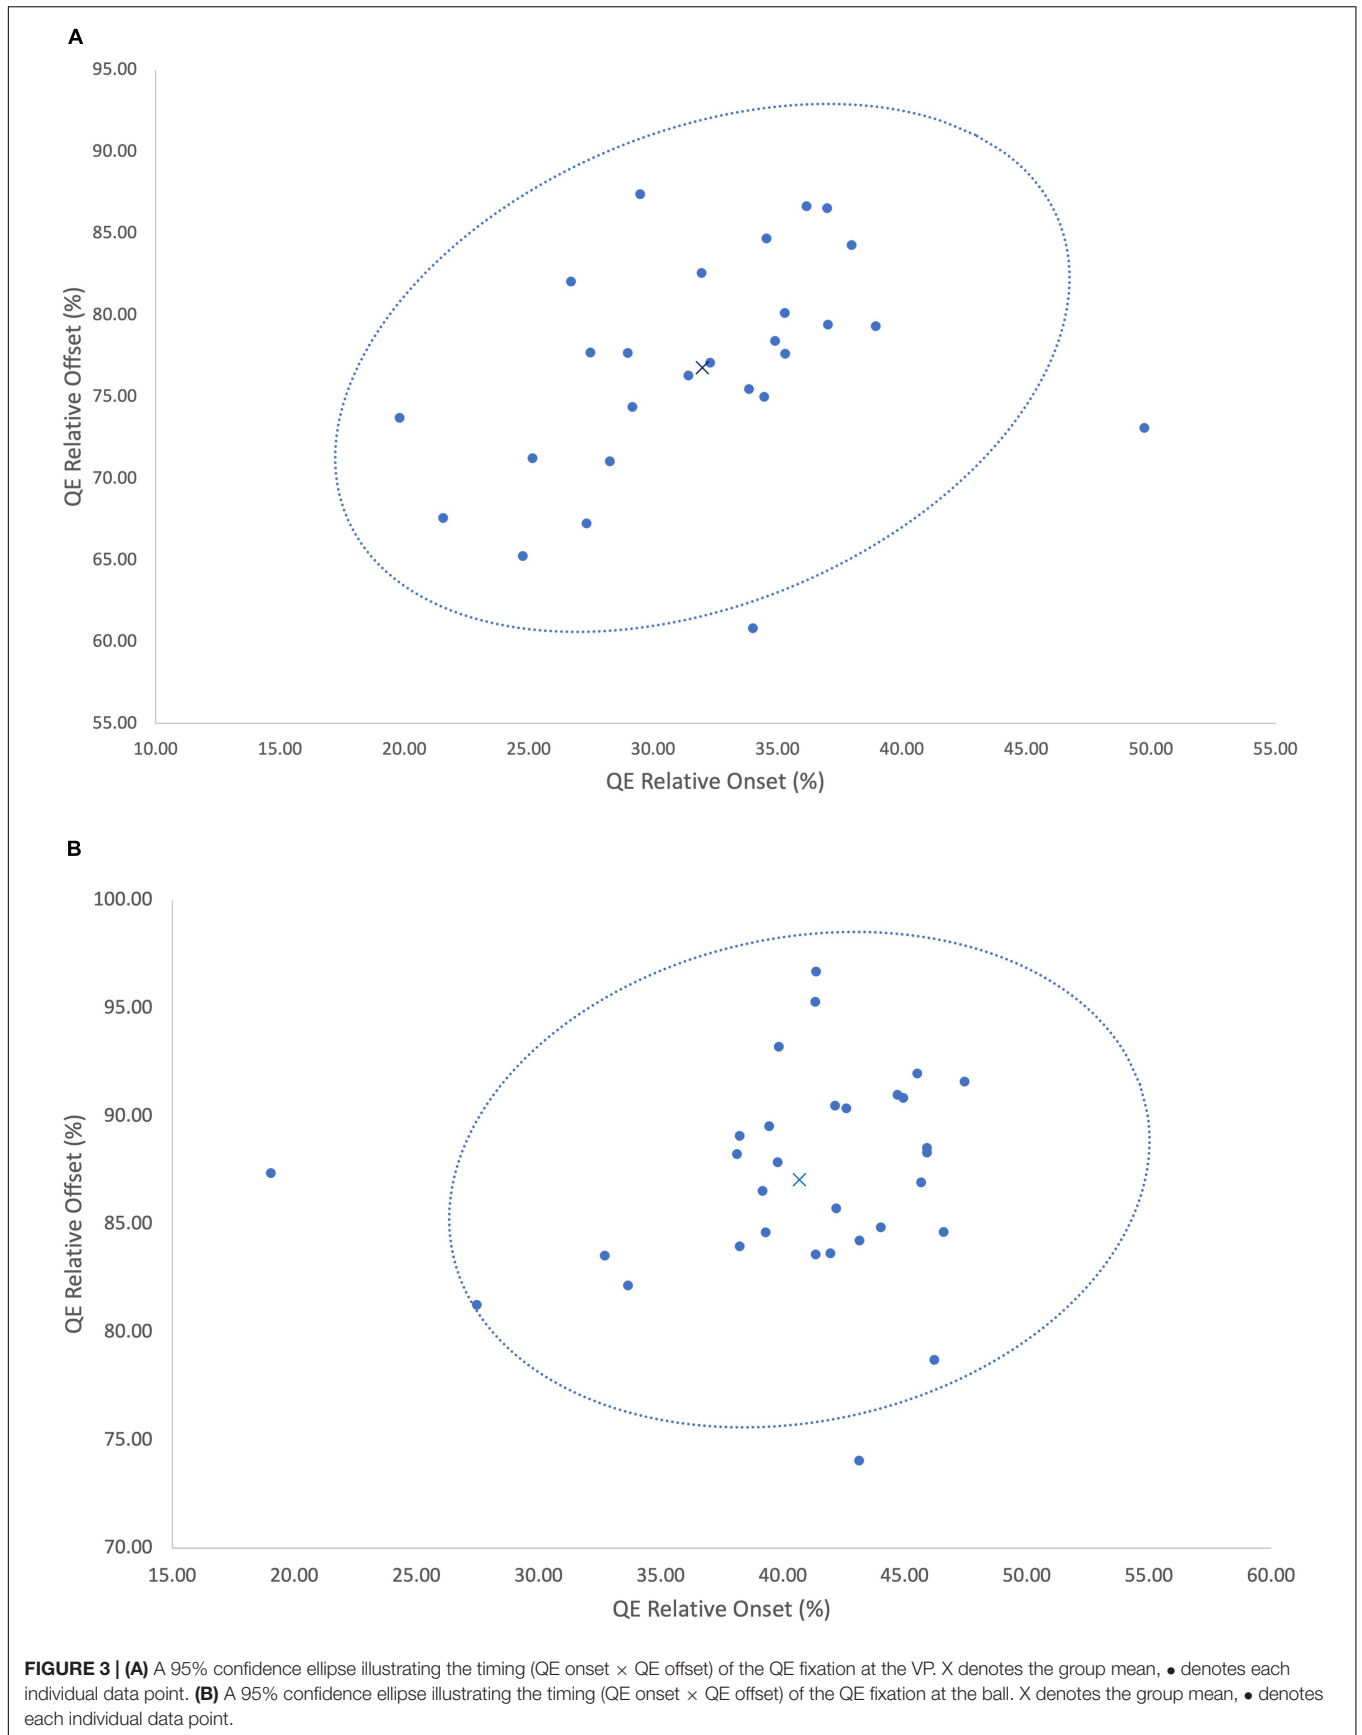 A
95.00
90.00
85.00
80.00
75.00
70.00
65.00
60.00
55.00
QE Relative Offset (%)
10.00 15.00 20.00 25.00 30.00 35.00 40.00 45.00 50.00 55.00
QE Relative Onset (%)
B
100.00
95.00
90.00
85.00
80.00
75.00
70.00
QE Relative Offset (%)
15.00 20.00 25.00 30.00 35.00 40.00 45.00 50.00 55.00 60.00
QE Relative Onset (%)
FIGURE 3 | (A) A 95% confidence ellipse illustrating the timing (QE onset × QE offset) of the QE fixation at the VP. X denotes the group mean, • denotes each
individual data point. (B) A 95% confidence ellipse illustrating the timing (QE onset × QE offset) of the QE fixation at the ball. X denotes the group mean, • denotes
each individual data point.